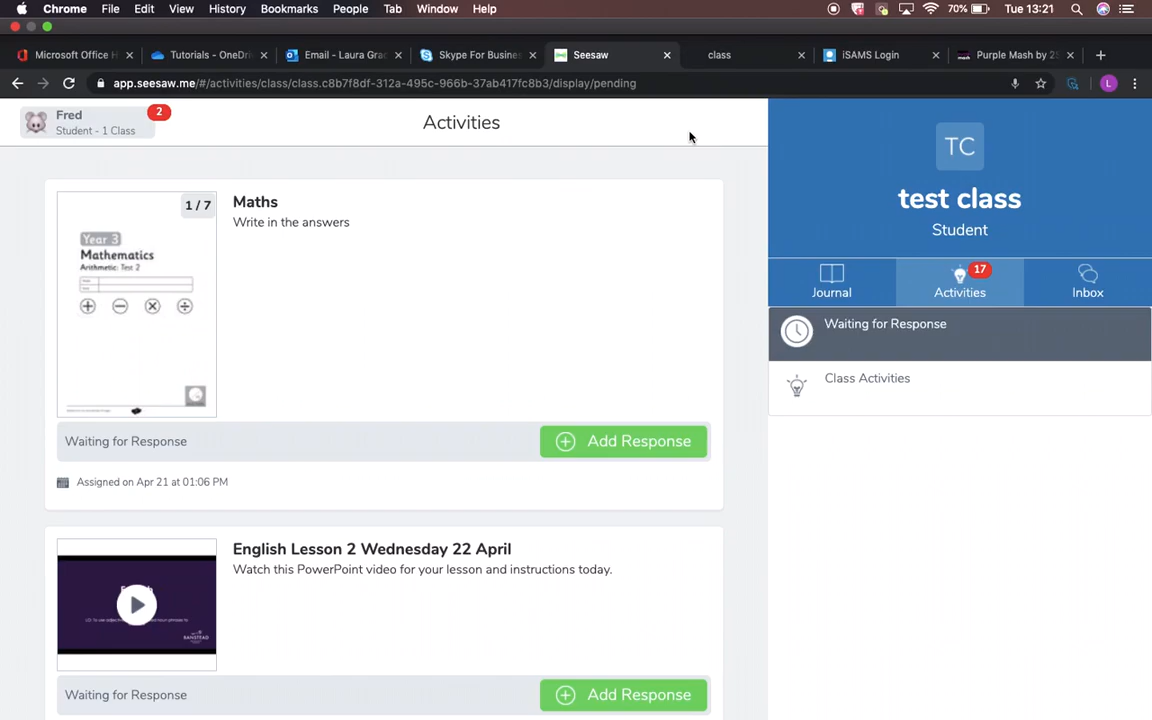 Chrome File Edit View History Bookmarks People Tab Window Help 70% Tue 13:21
Microsoft Office H Tutorials - OneDri Email - Laura Grac Skype For Busines Seesaw class iSAMS Login Purple Mash by 2S
app.seesaw.me/#/activities/class/class.c8b7f8df-312a-495c-966b-37ab417fc8b3/display/pending L
Fred
Student - 1 Class
2
Activities
TC
test class
Student
Journal
Activities
17
Inbox
Waiting for Response
Class Activities
1 / 7
Year 3
Mathematics
Arithmetic: Test 2
Maths
Write in the answers
Waiting for Response
Add Response
Assigned on Apr 21 at 01:06 PM
English Lesson 2 Wednesday 22 April
Watch this PowerPoint video for your lesson and instructions today.
BANSTEAD
Waiting for Response
Add Response